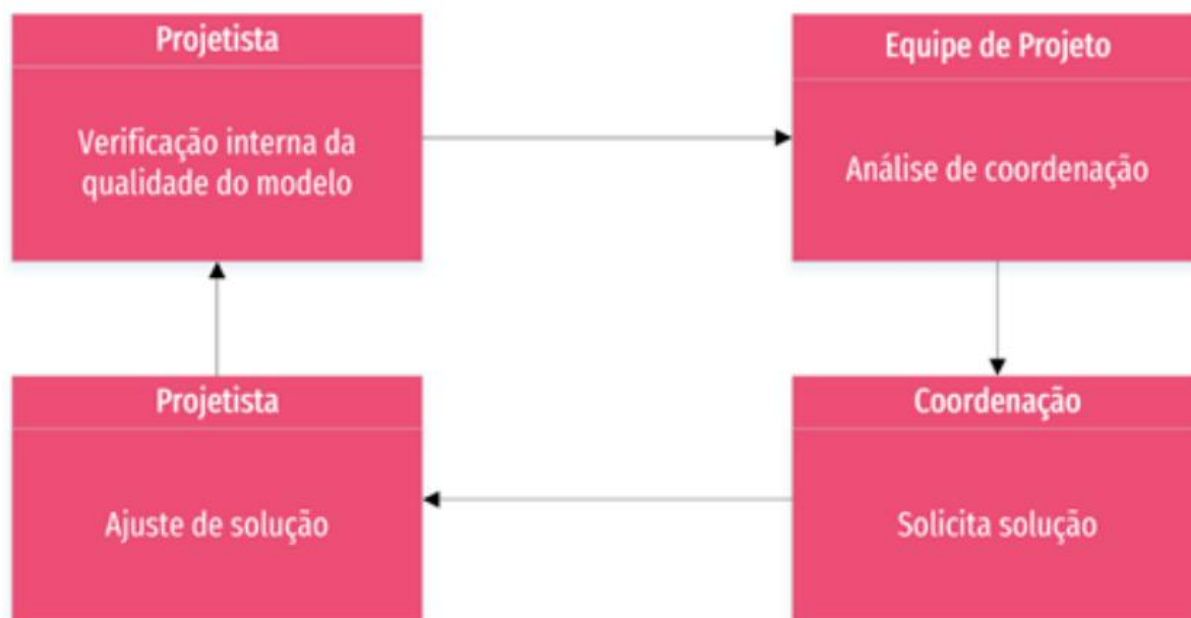 Projetista
Verificação interna da
qualidade do modelo
Equipe de Projeto
Análise de coordenação
Projetista
Ajuste de solução
Coordenação
Solicita solução